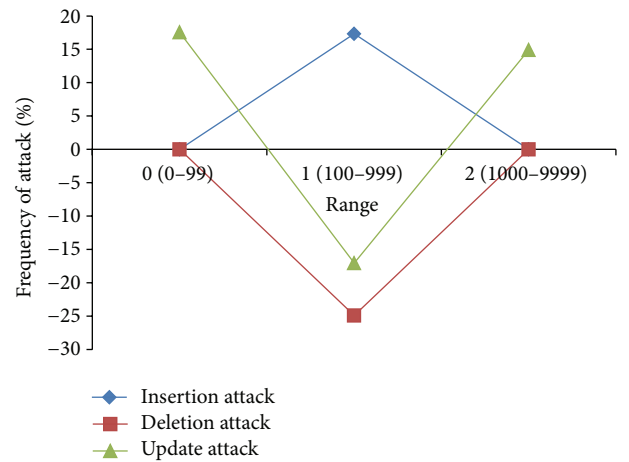 20
15
10
5
0
−5
−10
−15
−20
−25
−30
Frequency of attack (%)
0 (0–99)
1 (100–999)
2 (1000–9999)
Range
Insertion attack
Deletion attack
Update attack